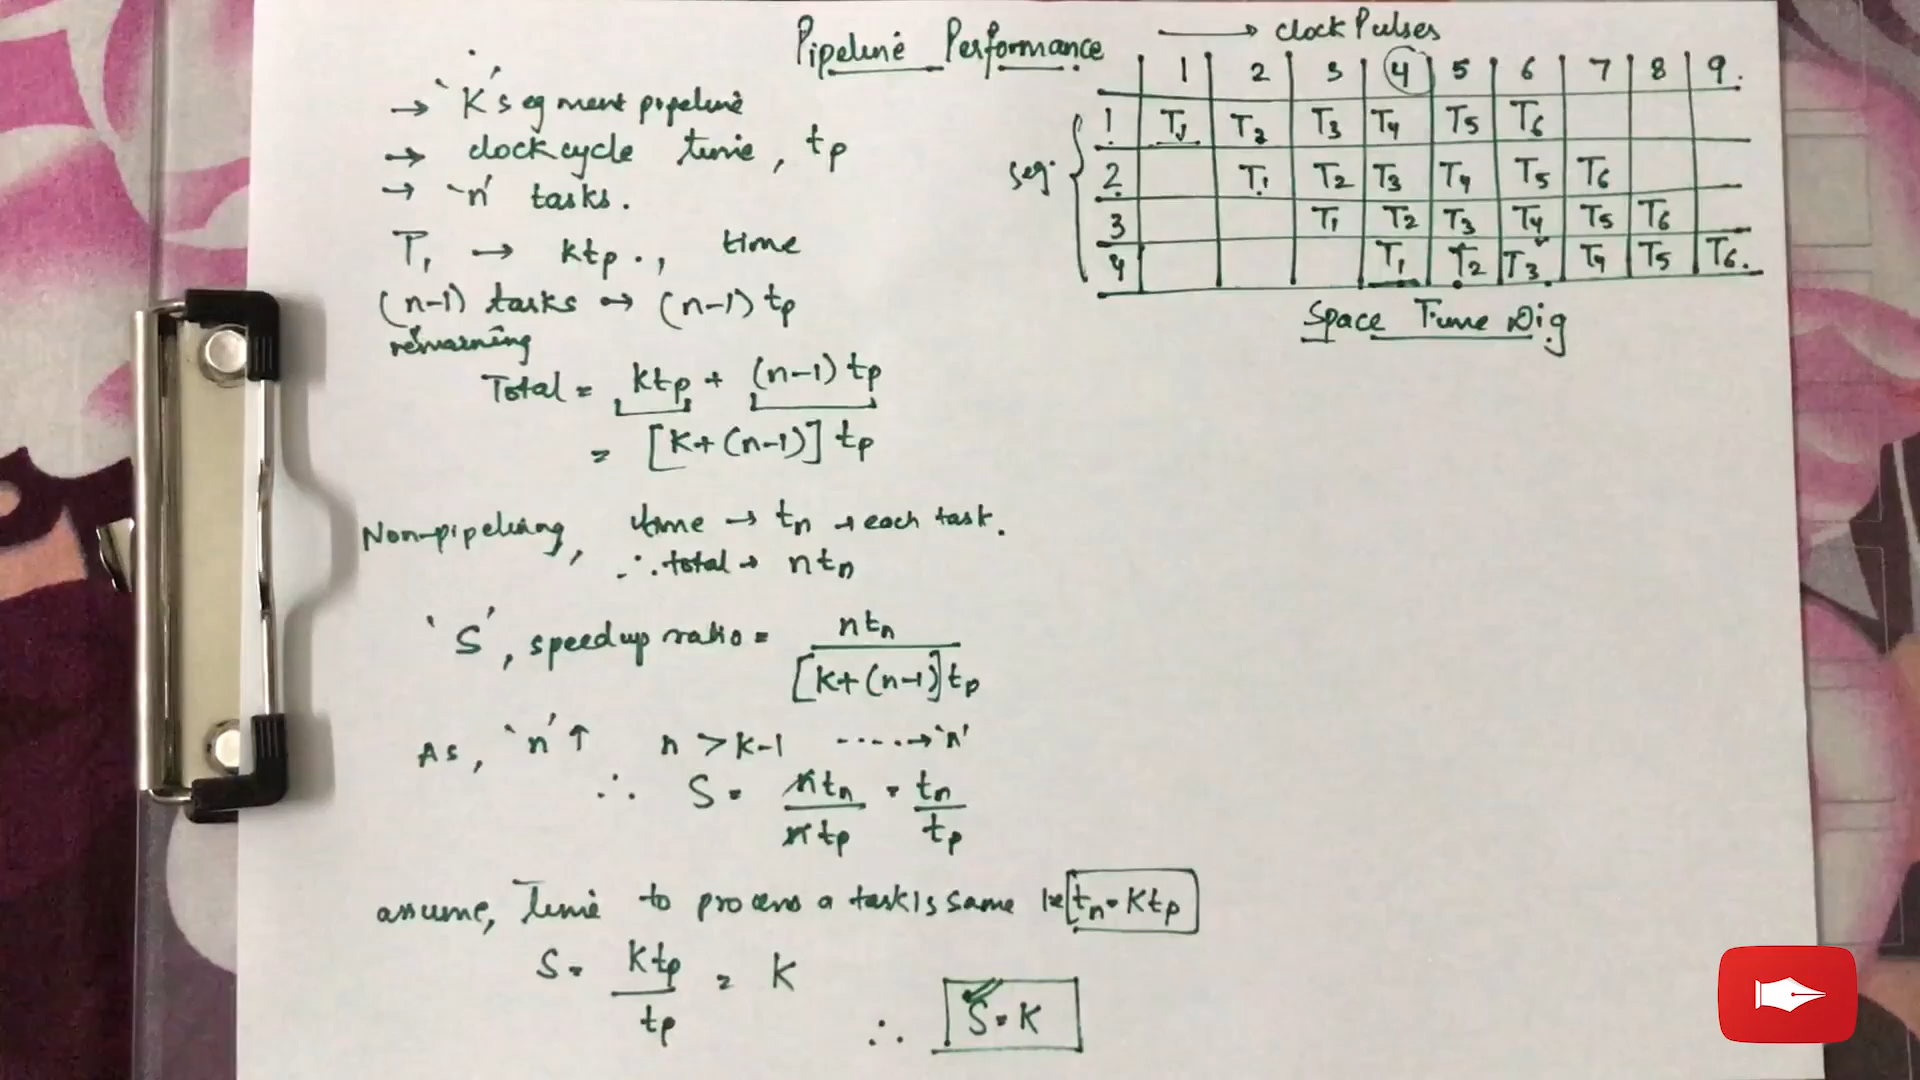 Pipeline Performance
→ 'K' segment pipeline
→ clock cycle time, tp
→ 'n' tasks.
T1 → ktp., time
(n-1) tasks → (n-1) tp
remaining
Total = ktp + (n-1) tp
= [K+(n-1)] tp
Non-pipelining, time → tn → each task.
∴ total → ntn
'S', speedup ratio = ntn / [k+(n-1)]tp
As, 'n' ↑ n > k-1 ----→ 'n'
∴ S = ntn / ntp = tn / tp
assume, Time to process a task is same ie tn = Ktp
S = Ktp / tp = K
∴ S = K
→ clock Pulses
1 2 3 4 5 6 7 8 9.
Seg.
1 T1 T2 T3 T4 T5 T6
2 T1 T2 T3 T4 T5 T6
3 T1 T2 T3 T4 T5 T6
4 T1 T2 T3 T4 T5 T6.
Space Time Dig